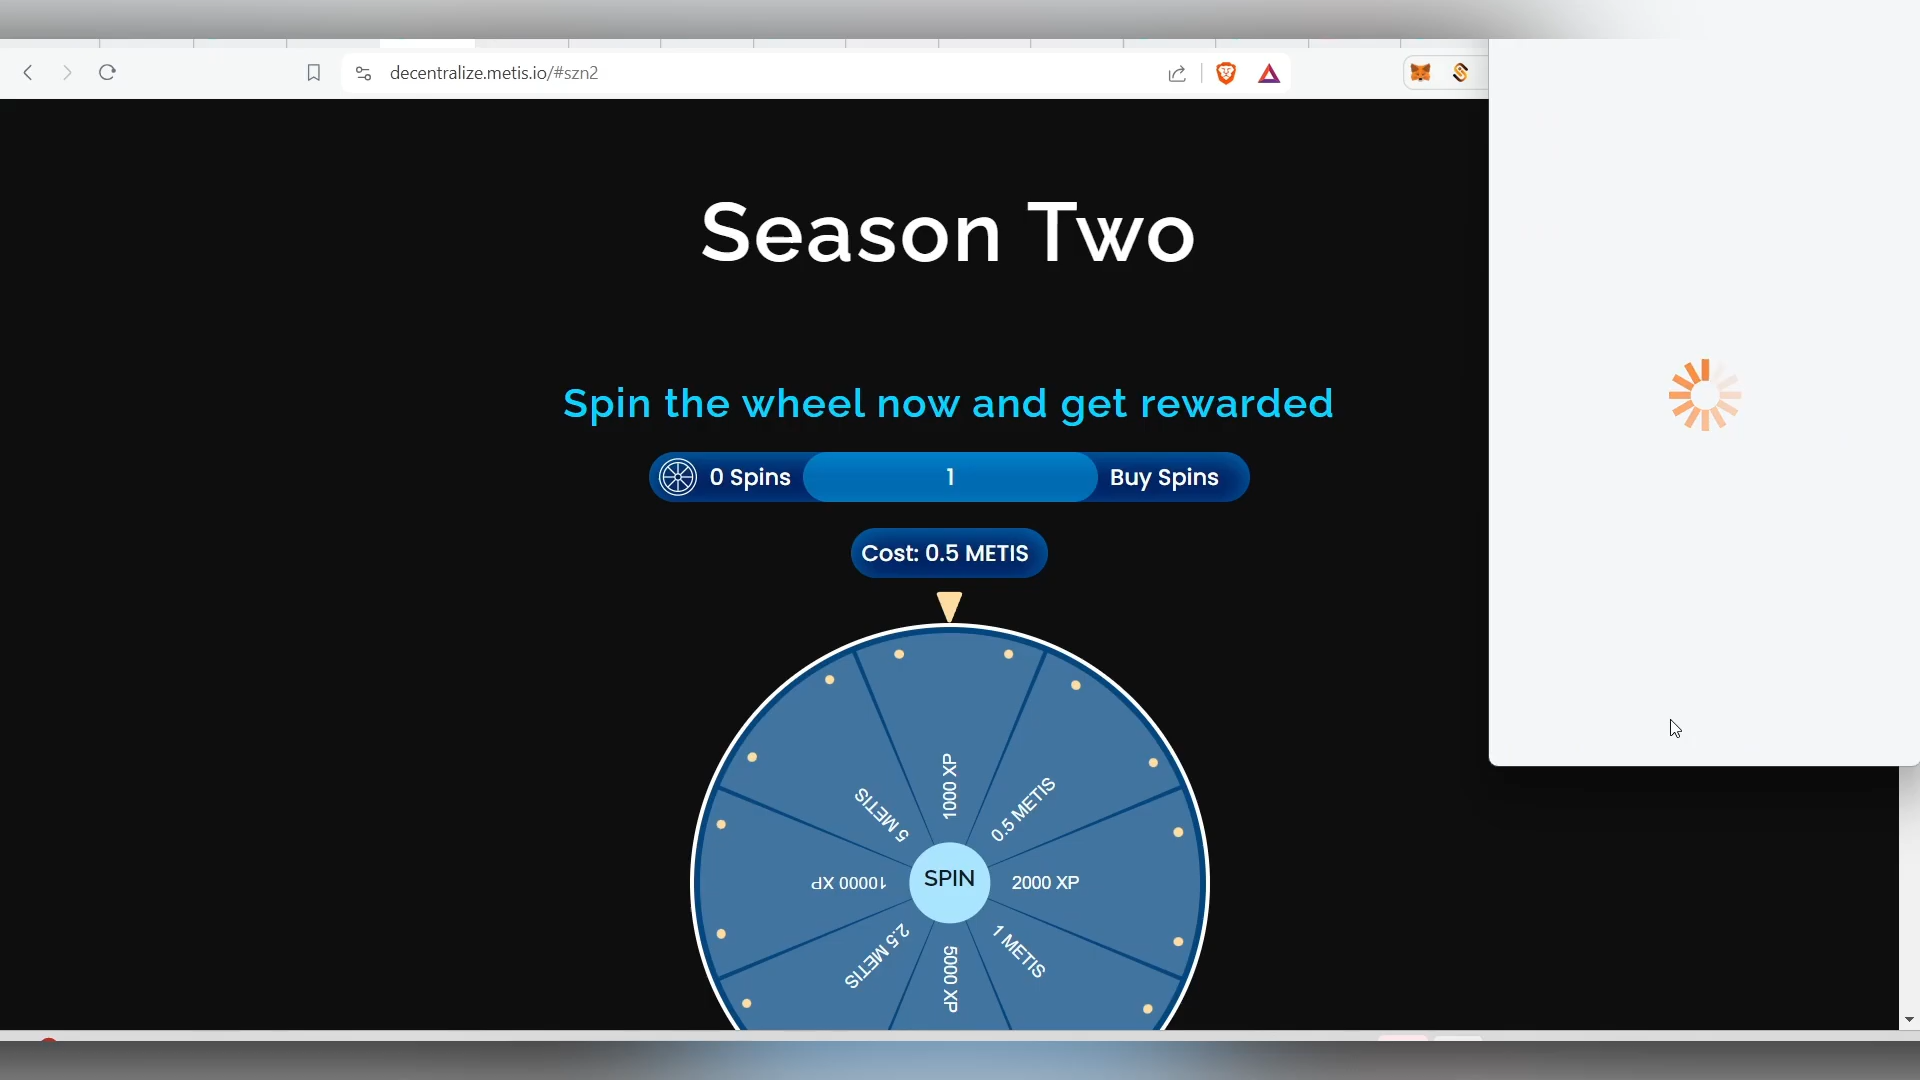 decentralize.metis.io/#szn2
Season Two
Spin the wheel now and get rewarded
0 Spins
1
Buy Spins
Cost: 0.5 METIS
1000 XP
0.5 METIS
2000 XP
1 METIS
5000 XP
2.5 METIS
10000 XP
5 METIS
SPIN